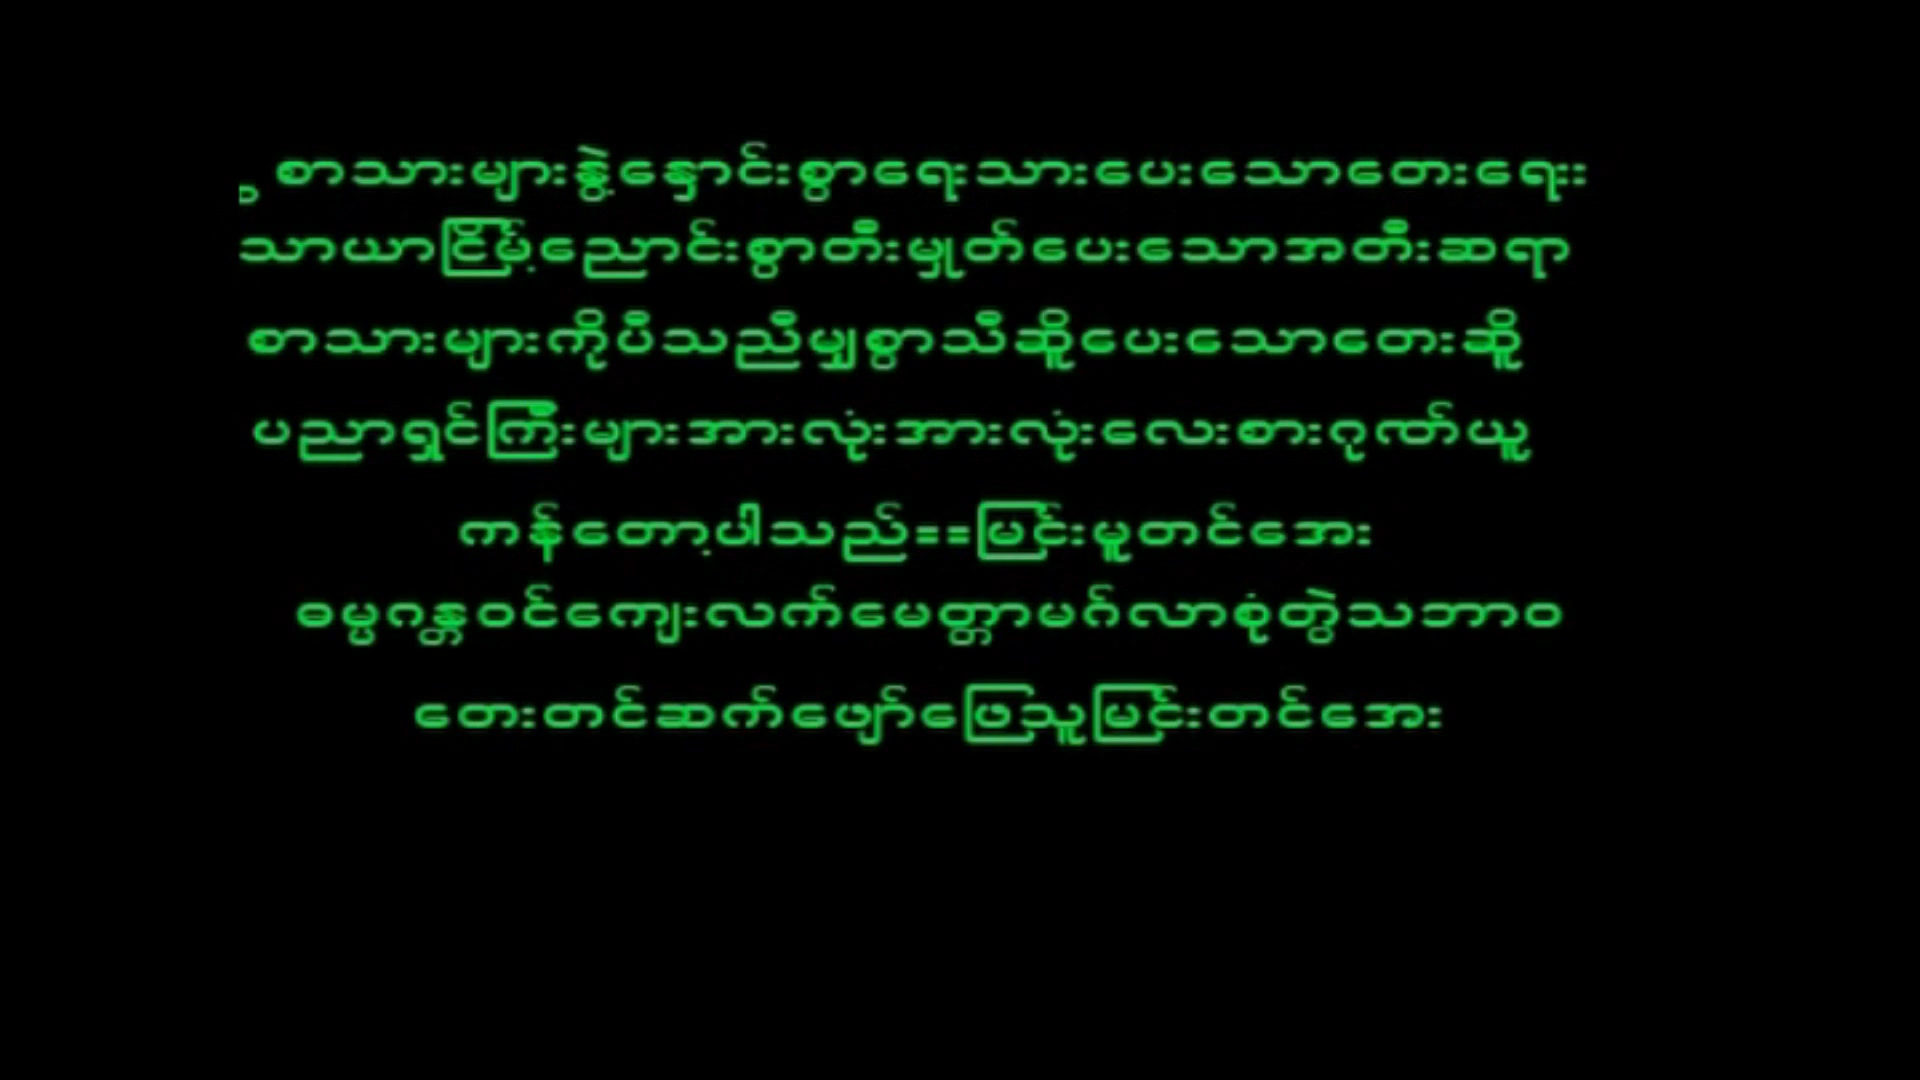 စာသားများနွဲ့နှောင်းစွာရေးသားပေးသောတေးရေးး
သာယာငြိမ့်ညောင်းစွာတီးမှုတ်ပေးသောအတီးဆရာ
စာသားများကိုပီသညီမျှစွာသီဆိူပေးသောတေးဆိူ
ပညာရှင်ကြီးများအားလုံးအားလုံးလေးစားဂုဏ်ယူ
ကန်တော့ပါသည်==မြင်းမူတင်အေး
ဓမ္မဂန္တဝင်ကျေးလက်မေတ္တာမင်္ဂလာစုံတွဲသဘာဝ
တေးတင်ဆက်ဖျော်ဖြေသူမြင်းတင်အေး